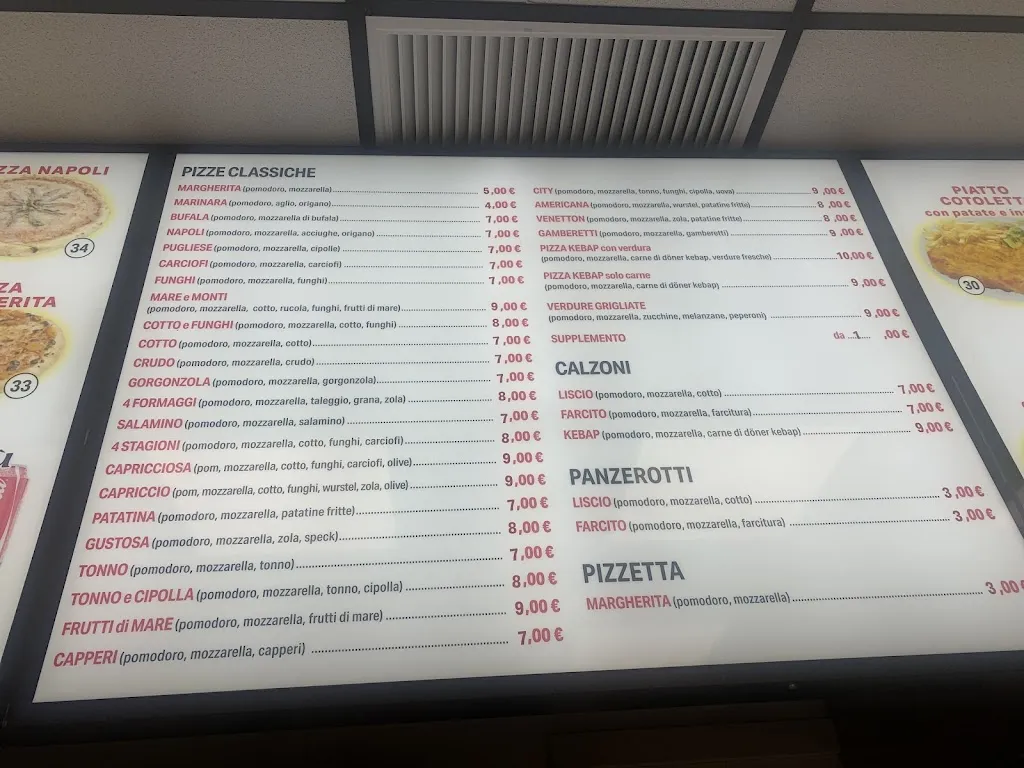 ZZA NAPOLI
34
ZZA
ERITA
33
PIZZE CLASSICHE
MARGHERITA (pomodoro, mozzarella) 5,00 €
MARINARA (pomodoro, aglio, origano) 4,00 €
BUFALA (pomodoro, mozzarella di bufala) 7,00 €
NAPOLI (pomodoro, mozzarella, acciughe, origano) 7,00 €
PUGLIESE (pomodoro, mozzarella, cipolle) 7,00 €
CARCIOFI (pomodoro, mozzarella, carciofi) 7,00 €
FUNGHI (pomodoro, mozzarella, funghi) 7,00 €
MARE e MONTI
(pomodoro, mozzarella, cotto, rucola, funghi, frutti di mare) 9,00 €
COTTO e FUNGHI (pomodoro, mozzarella, cotto, funghi) 8,00 €
COTTO (pomodoro, mozzarella, cotto) 7,00 €
CRUDO (pomodoro, mozzarella, crudo) 7,00 €
GORGONZOLA (pomodoro, mozzarella, gorgonzola) 7,00 €
4 FORMAGGI (pomodoro, mozzarella, taleggio, grana, zola) 8,00 €
SALAMINO (pomodoro, mozzarella, salamino) 7,00 €
4 STAGIONI (pomodoro, mozzarella, cotto, funghi, carciofi) 8,00 €
CAPRICCIOSA (pom, mozzarella, cotto, funghi, carciofi, olive) 9,00 €
CAPRICCIO (pom, mozzarella, cotto, funghi, wurstel, zola, olive) 9,00 €
PATATINA (pomodoro, mozzarella, patatine fritte) 7,00 €
GUSTOSA (pomodoro, mozzarella, zola, speck) 8,00 €
TONNO (pomodoro, mozzarella, tonno) 7,00 €
TONNO e CIPOLLA (pomodoro, mozzarella, tonno, cipolla) 8,00 €
FRUTTI di MARE (pomodoro, mozzarella, frutti di mare) 9,00 €
CAPPERI (pomodoro, mozzarella, capperi) 7,00 €
CITY (pomodoro, mozzarella, tonno, funghi, cipolla, uova) 9,00 €
AMERICANA (pomodoro, mozzarella, wurstel, patatine fritte) 8,00 €
VENETTON (pomodoro, mozzarella, zola, patatine fritte) 8,00 €
GAMBERETTI (pomodoro, mozzarella, gamberetti) 9,00 €
PIZZA KEBAP con verdura
(pomodoro, mozzarella, carne di döner kebap, verdure fresche) 10,00 €
PIZZA KEBAP solo carne
(pomodoro, mozzarella, carne di döner kebap) 9,00 €
VERDURE GRIGLIATE
(pomodoro, mozzarella, zucchine, melanzane, peperoni) 9,00 €
SUPPLEMENTO da ...1.... ,00 €
CALZONI
LISCIO (pomodoro, mozzarella, cotto) 7,00 €
FARCITO (pomodoro, mozzarella, farcitura) 7,00 €
KEBAP (pomodoro, mozzarella, carne di döner kebap) 9,00 €
PANZEROTTI
LISCIO (pomodoro, mozzarella, cotto) 3,00 €
FARCITO (pomodoro, mozzarella, farcitura) 3,00 €
PIZZETTA
MARGHERITA (pomodoro, mozzarella) 3,00 €
PIATTO
COTOLETT
con patate e in
30